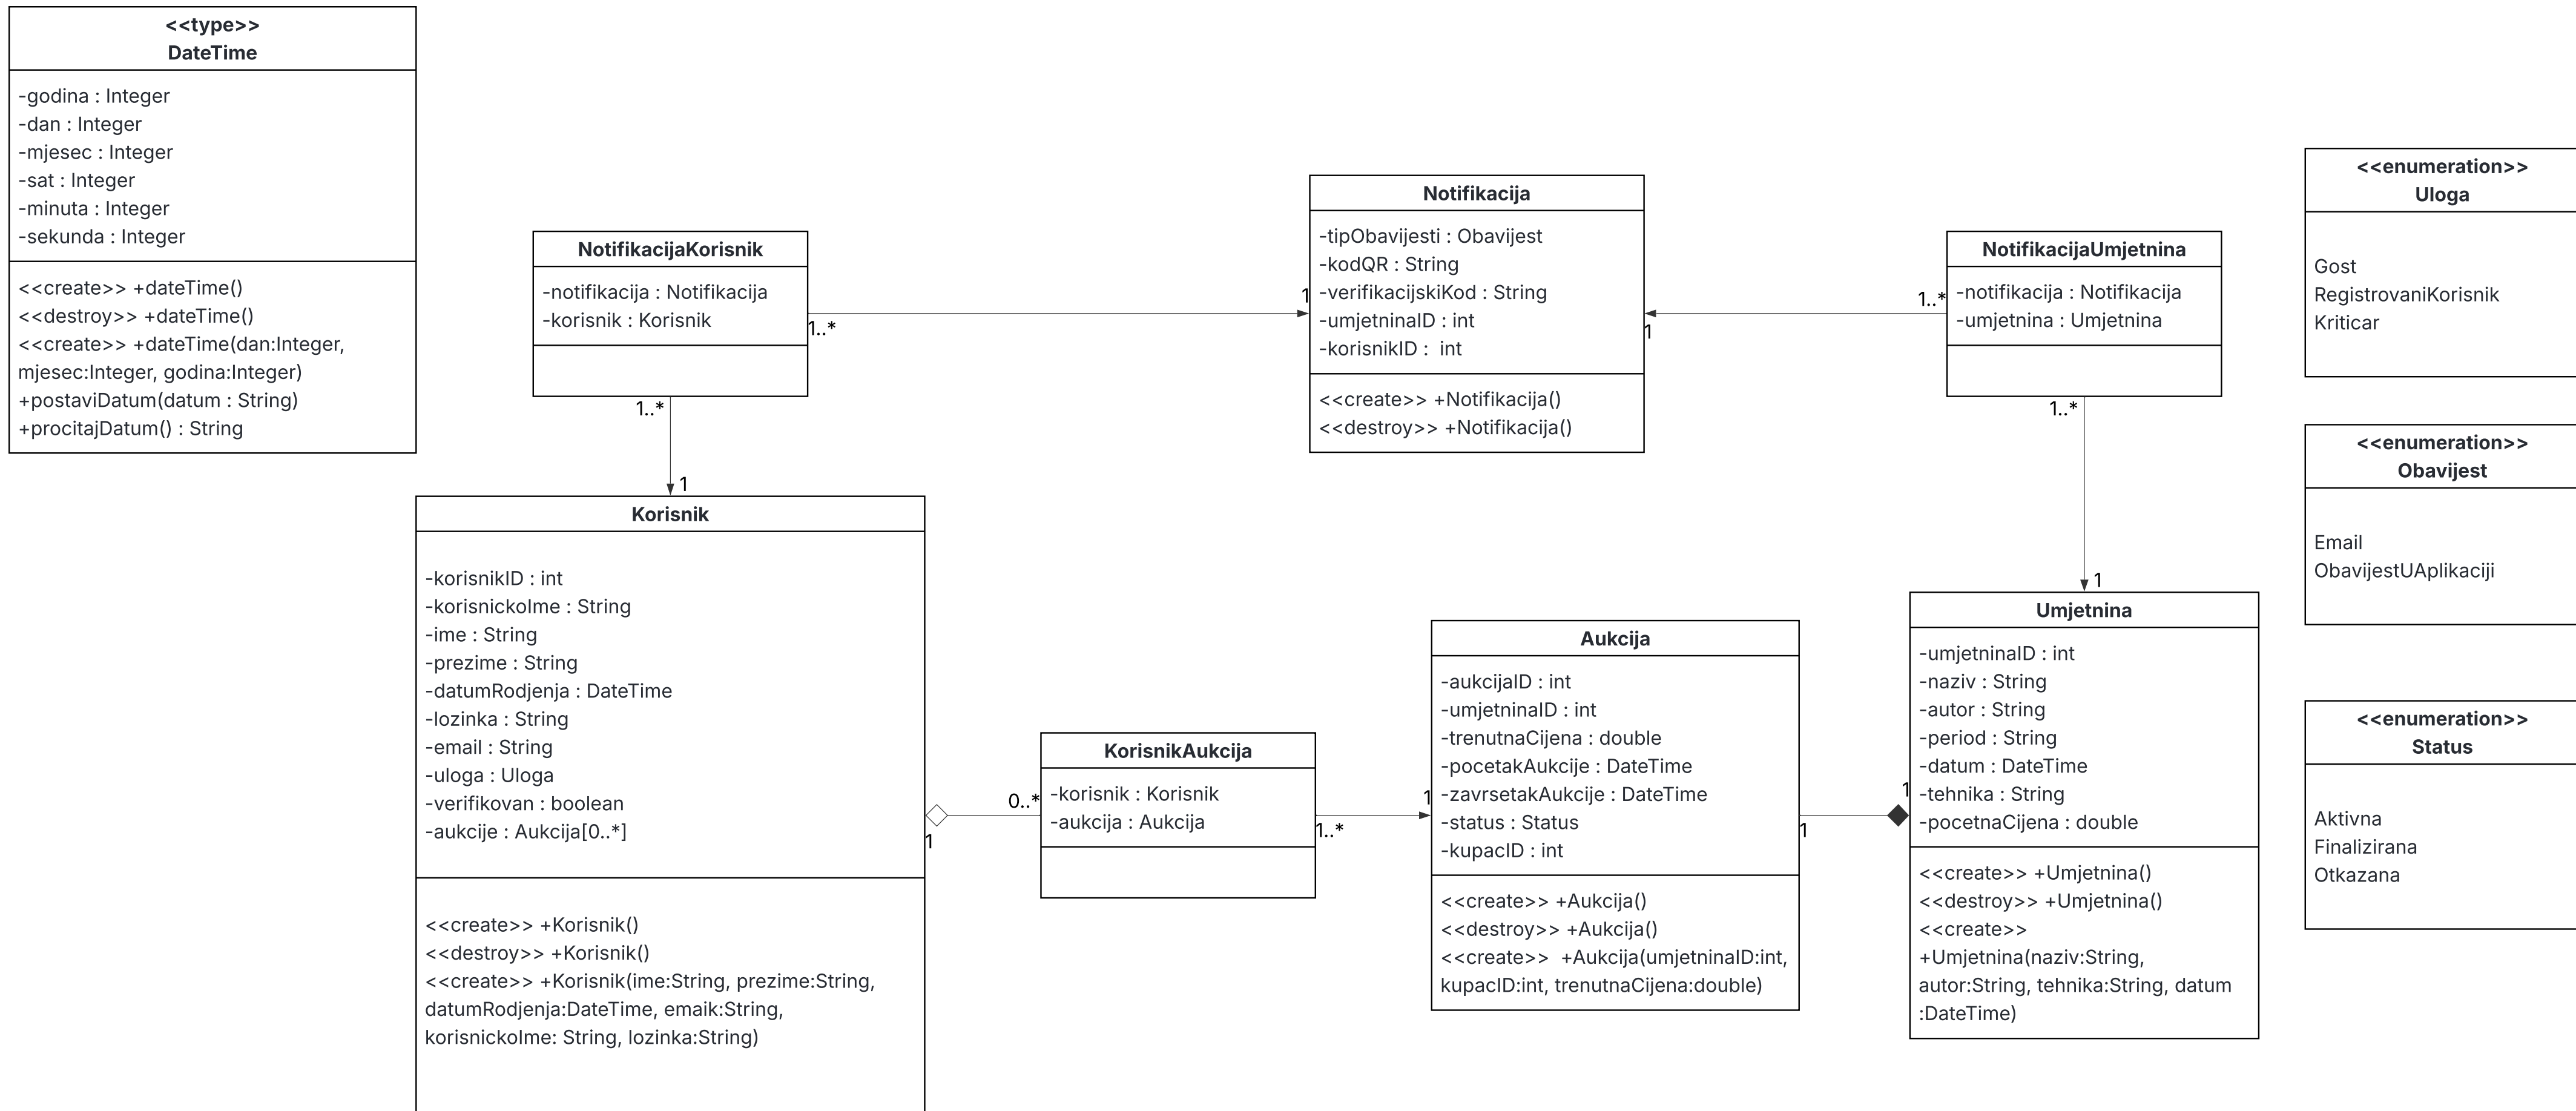 <<type>>
DateTime
-godina : Integer
-dan : Integer
-mjesec : Integer
-sat : Integer
-minuta : Integer
-sekunda : Integer
<<create>> +dateTime()
<<destroy>> +dateTime()
<<create>> +dateTime(dan:Integer,
mjesec:Integer, godina:Integer)
+postaviDatum(datum : String)
+procitajDatum() : String
NotifikacijaKorisnik
-notifikacija : Notifikacija
-korisnik : Korisnik
1..*
1
1..*
1
Notifikacija
-tipObavijesti : Obavijest
-kodQR : String
-verifikacijskiKod : String
-umjetninaID : int
-korisnikID :  int
<<create>> +Notifikacija()
<<destroy>> +Notifikacija()
1
1..*
NotifikacijaUmjetnina
-notifikacija : Notifikacija
-umjetnina : Umjetnina
1..*
1
<<enumeration>>
Uloga
Gost
RegistrovaniKorisnik
Kriticar
<<enumeration>>
Obavijest
Email
ObavijestUAplikaciji
<<enumeration>>
Status
Aktivna
Finalizirana
Otkazana
Korisnik
-korisnikID : int
-korisnickoIme : String
-ime : String
-prezime : String
-datumRodjenja : DateTime
-lozinka : String
-email : String
-uloga : Uloga
-verifikovan : boolean
-aukcije : Aukcija[0..*]
<<create>> +Korisnik()
<<destroy>> +Korisnik()
<<create>> +Korisnik(ime:String, prezime:String,
datumRodjenja:DateTime, emaik:String,
korisnickoIme: String, lozinka:String)
1
0..*
KorisnikAukcija
-korisnik : Korisnik
-aukcija : Aukcija
1..*
1
Aukcija
-aukcijaID : int
-umjetninaID : int
-trenutnaCijena : double
-pocetakAukcije : DateTime
-zavrsetakAukcije : DateTime
-status : Status
-kupacID : int
<<create>> +Aukcija()
<<destroy>> +Aukcija()
<<create>>  +Aukcija(umjetninaID:int,
kupacID:int, trenutnaCijena:double)
1
1
Umjetnina
-umjetninaID : int
-naziv : String
-autor : String
-period : String
-datum : DateTime
-tehnika : String
-pocetnaCijena : double
<<create>> +Umjetnina()
<<destroy>> +Umjetnina()
<<create>>
+Umjetnina(naziv:String,
autor:String, tehnika:String, datum
:DateTime)